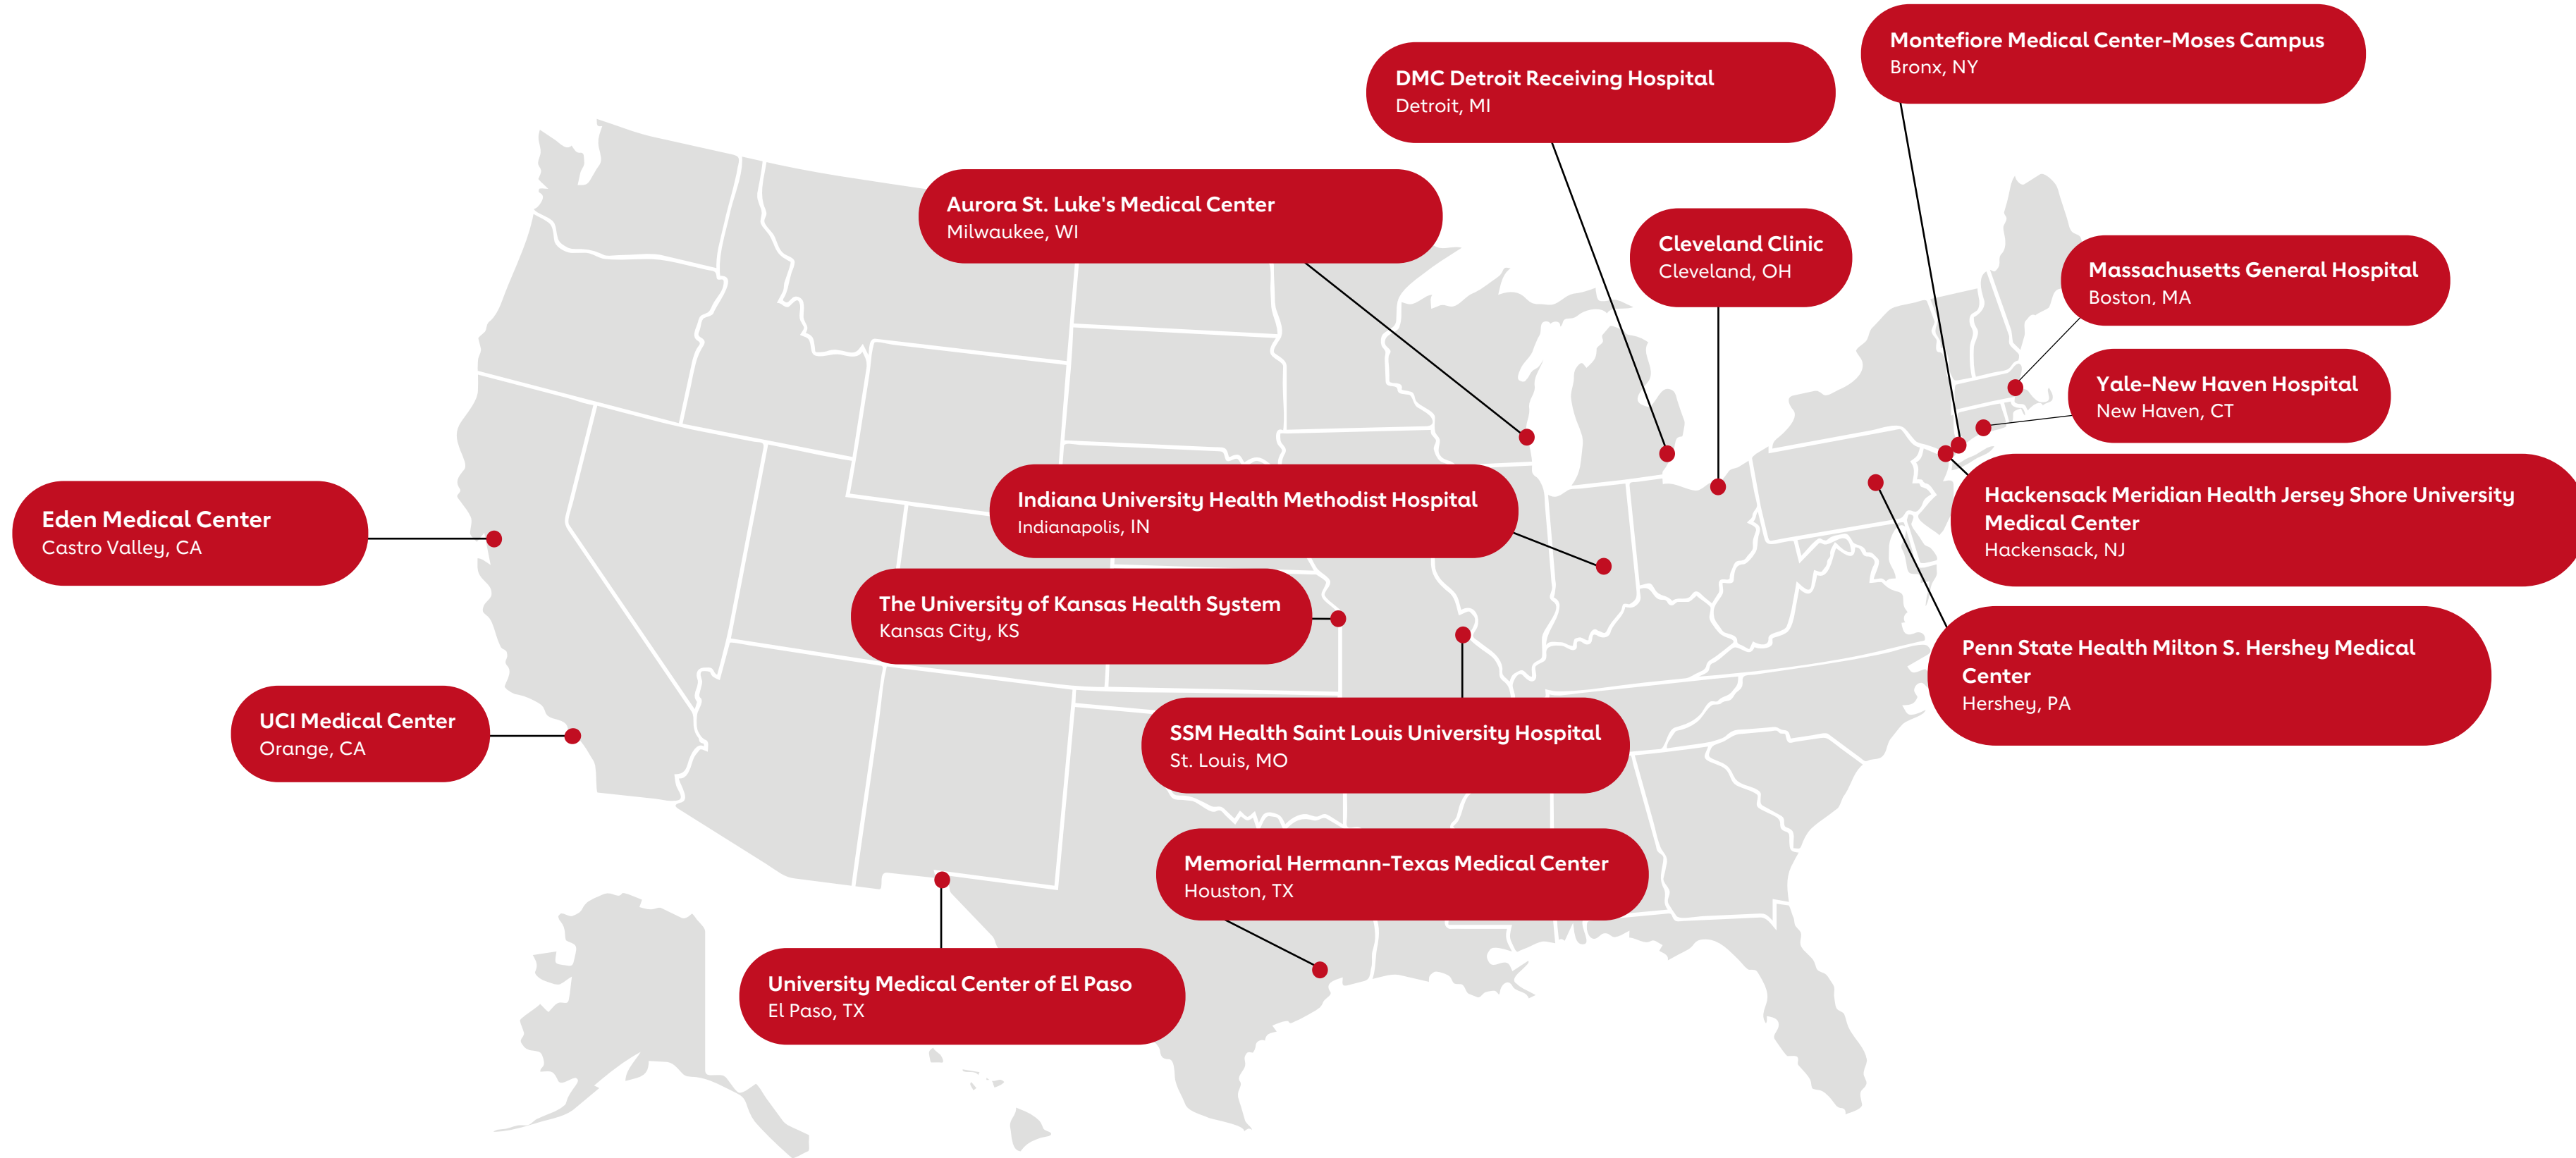 Montefiore Medical Center-Moses Campus
Bronx, NY
DMC Detroit Receiving Hospital
Detroit, MI
Aurora St. Luke's Medical Center
Milwaukee, WI
Cleveland Clinic
Cleveland, OH
Massachusetts General Hospital
Boston, MA
Yale-New Haven Hospital
New Haven, CT
Hackensack Meridian Health Jersey Shore University
Medical Center
Hackensack, NJ
Eden Medical Center
Castro Valley, CA
Indiana University Health Methodist Hospital
Indianapolis, IN
The University of Kansas Health System
Kansas City, KS
Penn State Health Milton S. Hershey Medical
Center
Hershey, PA
UCI Medical Center
Orange, CA
SSM Health Saint Louis University Hospital
St. Louis, MO
Memorial Hermann-Texas Medical Center
Houston, TX
University Medical Center of El Paso
El Paso, TX